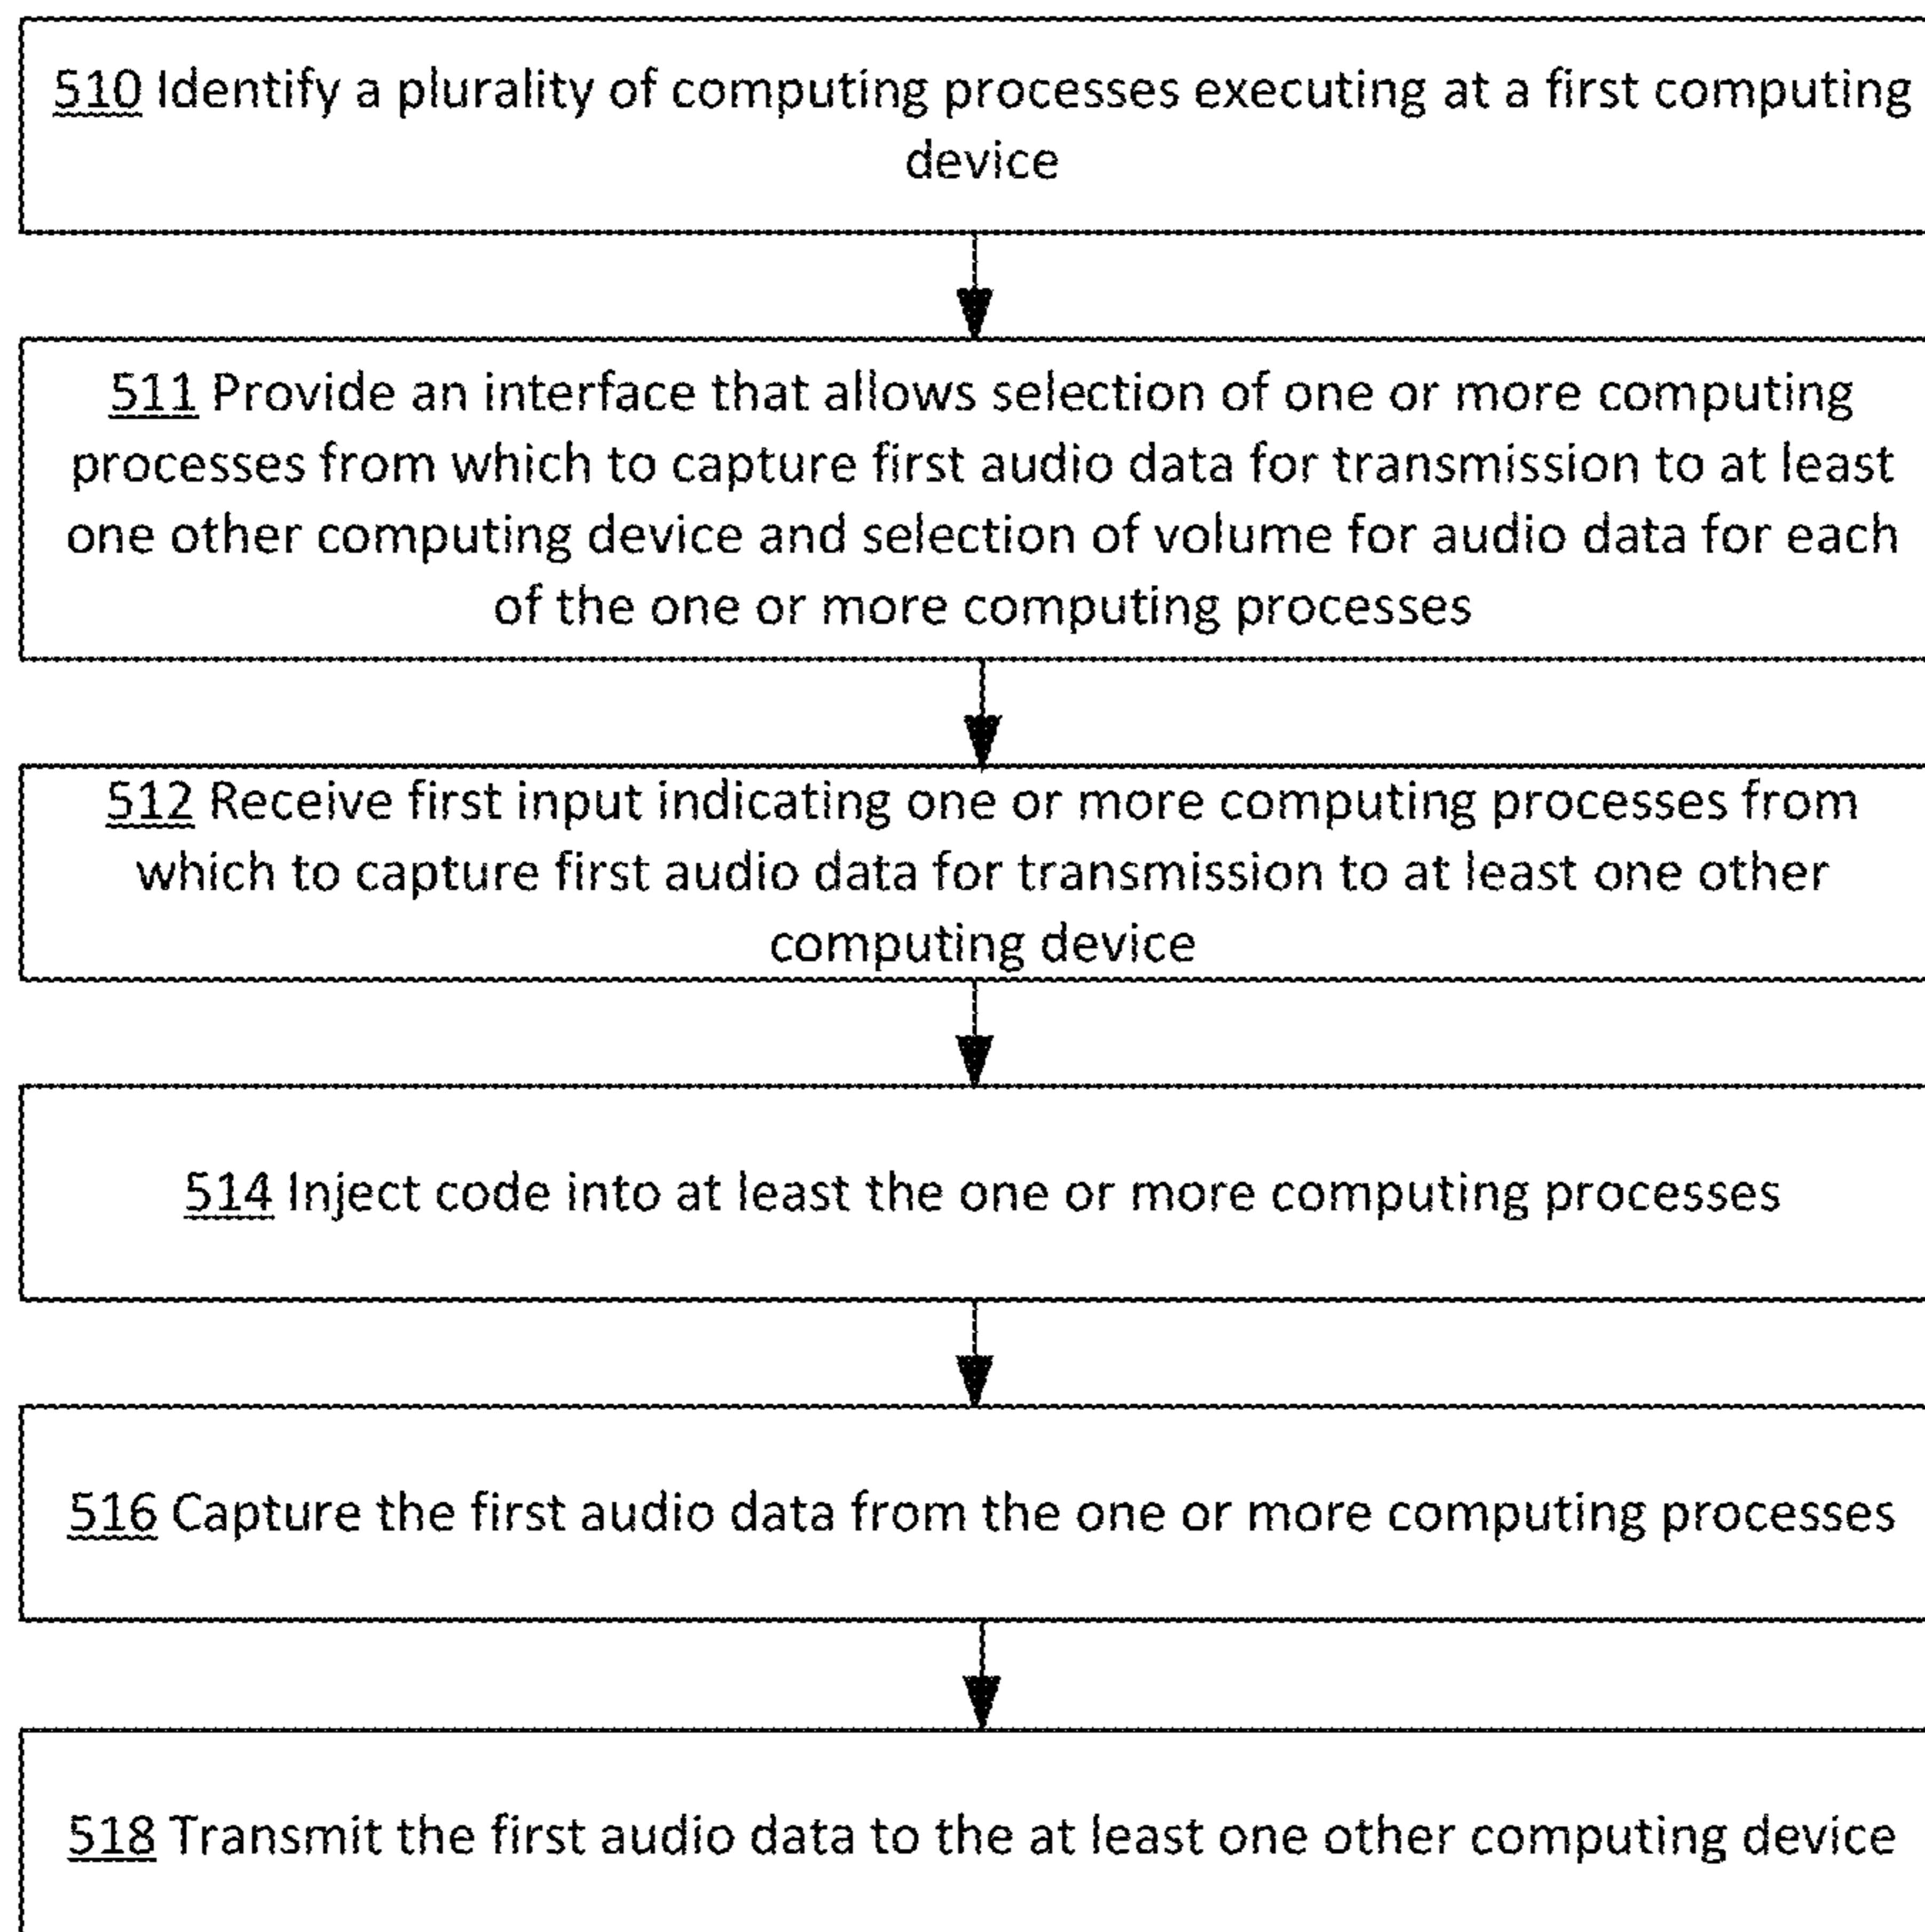 510 Identify a plurality of computing processes executing at a first computing
device
511 Provide an interface that allows selection of one or more computing
processes from which to capture first audio data for transmission to at least
one other computing device and selection of volume for audio data for each
of the one or more computing processes
512 Receive first input indicating one or more computing processes from
which to capture first audio data for transmission to at least one other
computing device
514 Inject code into at least the one or more computing processes
516 Capture the first audio data from the one or more computing processes
518 Transmit the first audio data to the at least one other computing device